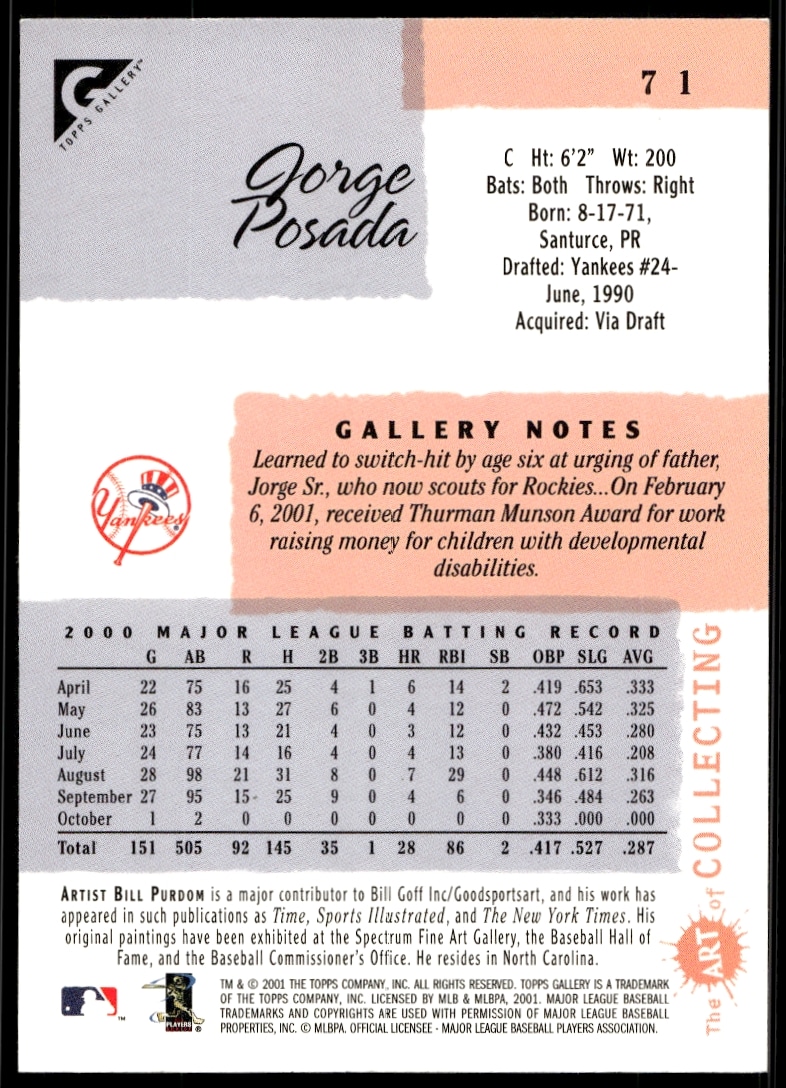 G
TOPPS GALLERY™
71
Jorge
Posada
C Ht: 6'2" Wt: 200
Bats: Both Throws: Right
Born: 8-17-71,
Santurce, PR
Drafted: Yankees #24-
June, 1990
Acquired: Via Draft
GALLERY NOTES
Learned to switch-hit by age six at urging of father,
Jorge Sr., who now scouts for Rockies...On February
6, 2001, received Thurman Munson Award for work
raising money for children with developmental
disabilities.
Yankees
2000 MAJOR LEAGUE BATTING RECORD
G AB R H 2B 3B HR RBI SB OBP SLG AVG
April 22 75 16 25 4 1 6 14 2 .419 .653 .333
May 26 83 13 27 6 0 4 12 0 .472 .542 .325
June 23 75 13 21 4 0 3 12 0 .432 .453 .280
July 24 77 14 16 4 0 4 13 0 .380 .416 .208
August 28 98 21 31 8 0 7 29 0 .448 .612 .316
September 27 95 15 25 9 0 4 6 0 .346 .484 .263
October 1 2 0 0 0 0 0 0 0 .333 .000 .000
Total 151 505 92 145 35 1 28 86 2 .417 .527 .287
The ART of COLLECTING
ARTIST BILL PURDOM is a major contributor to Bill Goff Inc/Goodsportsart, and his work has
appeared in such publications as Time, Sports Illustrated, and The New York Times. His
original paintings have been exhibited at the Spectrum Fine Art Gallery, the Baseball Hall of
Fame, and the Baseball Commissioner's Office. He resides in North Carolina.
TM & © 2001 THE TOPPS COMPANY, INC. ALL RIGHTS RESERVED. TOPPS GALLERY IS A TRADEMARK
OF THE TOPPS COMPANY, INC. LICENSED BY MLB & MLBPA, 2001. MAJOR LEAGUE BASEBALL
TRADEMARKS AND COPYRIGHTS ARE USED WITH PERMISSION OF MAJOR LEAGUE BASEBALL
PROPERTIES, INC. © MLBPA. OFFICIAL LICENSEE - MAJOR LEAGUE BASEBALL PLAYERS ASSOCIATION.
™
PLAYERS
®